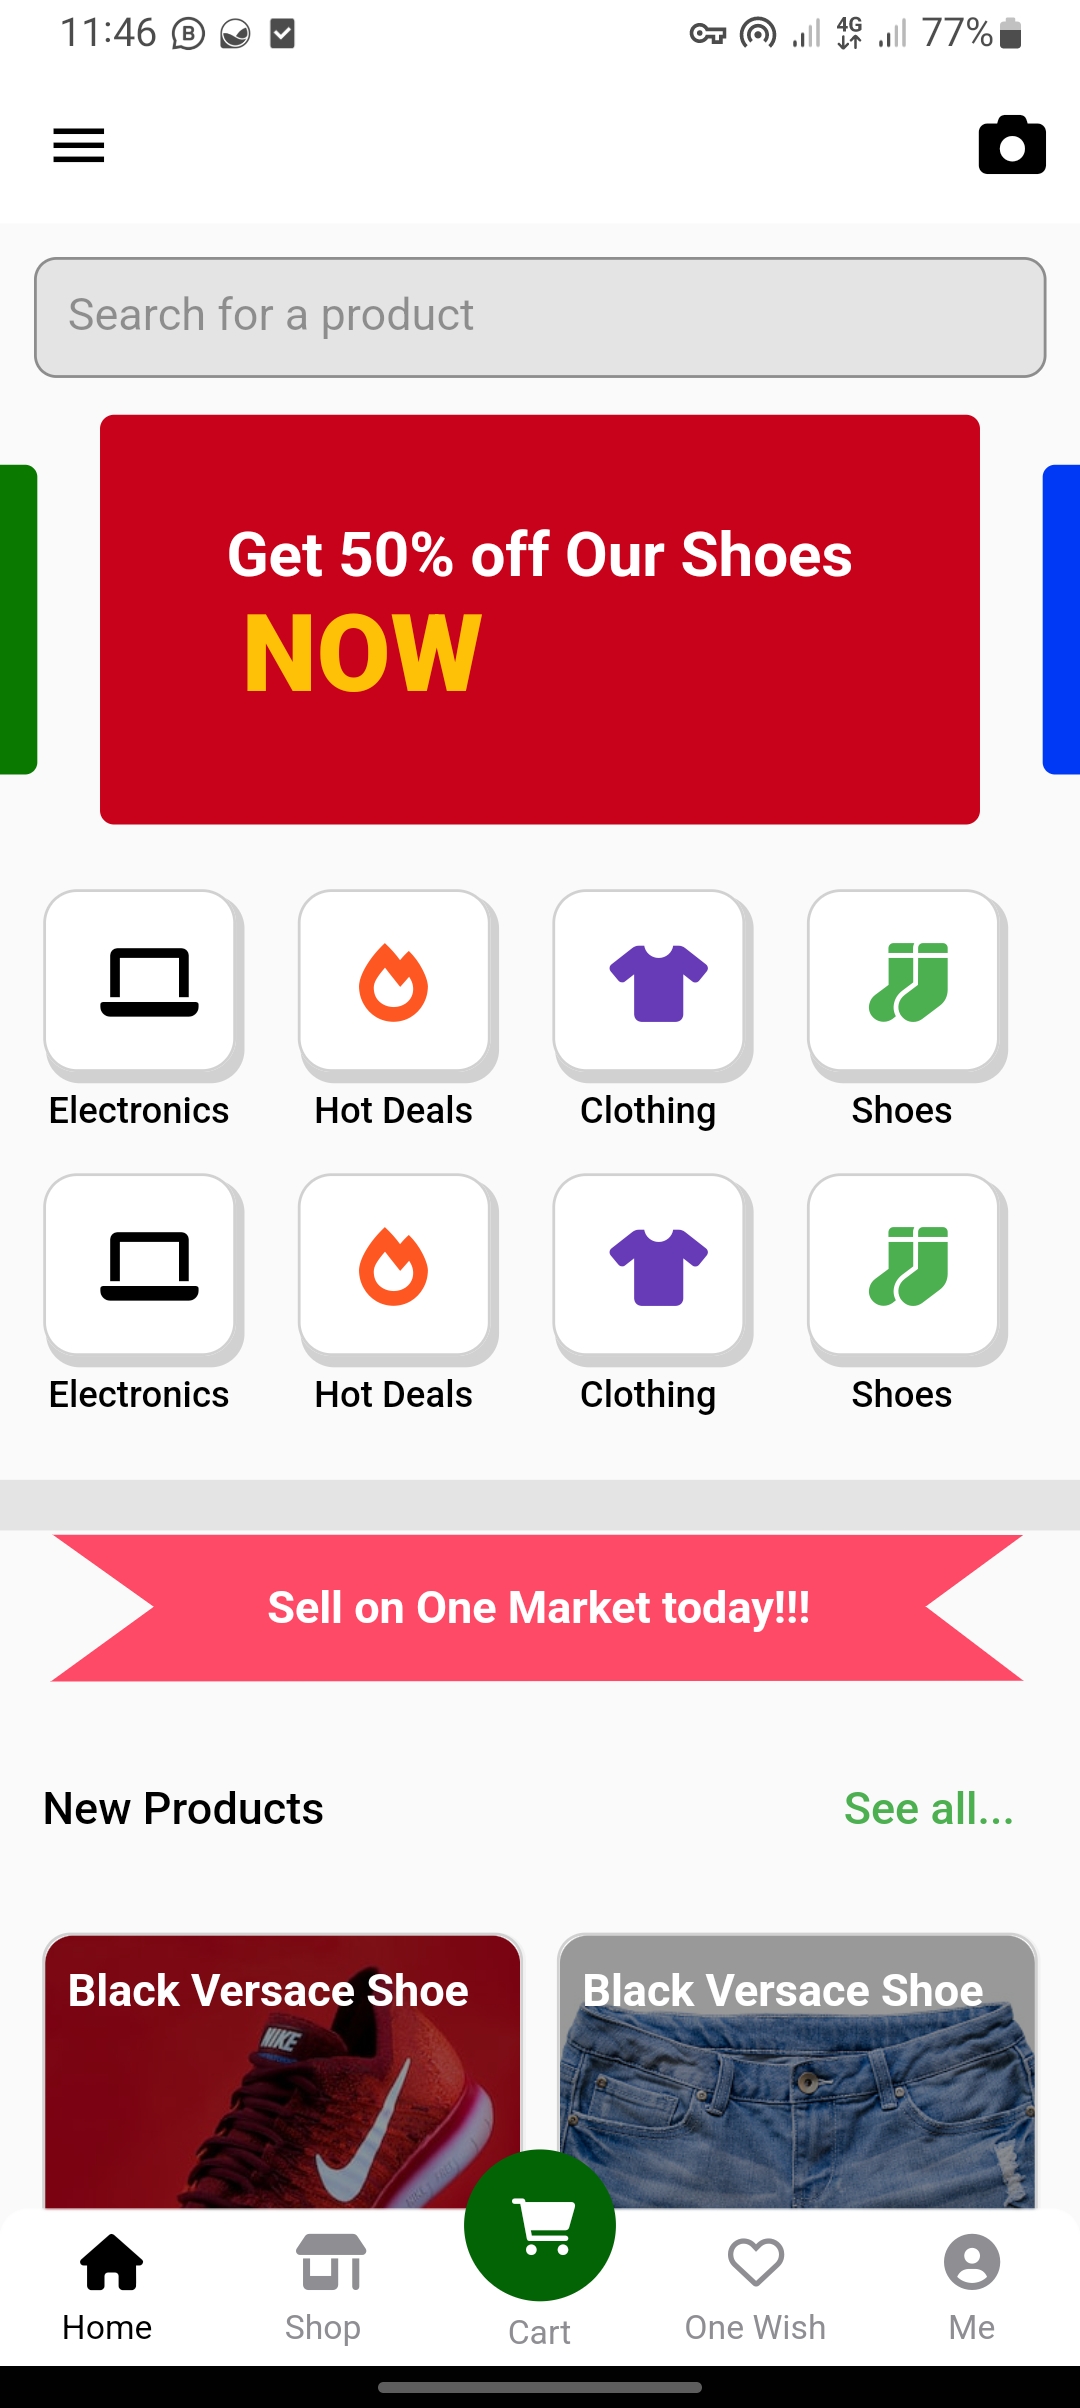 11:46
4G
77%
Search for a product
Get 50% off Our Shoes
NOW
Electronics Hot Deals Clothing Shoes
Electronics Hot Deals Clothing Shoes
Sell on One Market today!!!
New Products See all...
Black Versace Shoe Black Versace Shoe
NIKE
Home Shop Cart One Wish Me